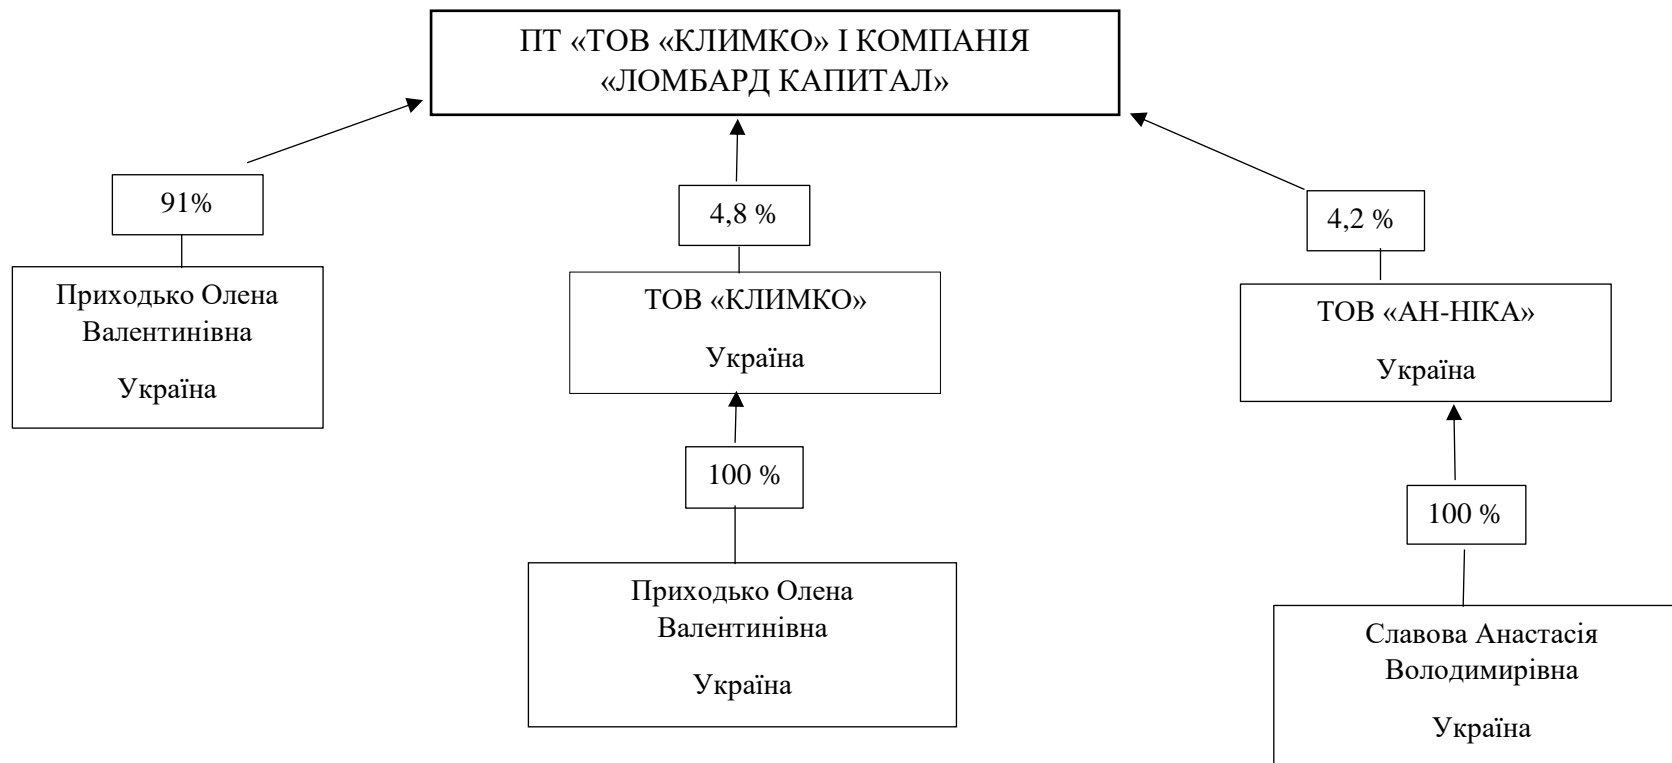 ПТ «ТОВ «КЛИМКО» І КОМПАНІЯ
«ЛОМБАРД КАПИТАЛ»
91%
4,8 %
4,2 %
Приходько Олена
Валентинівна
Україна
ТОВ «КЛИМКО»
Україна
ТОВ «АН-НІКА»
Україна
100 %
100 %
Приходько Олена
Валентинівна
Україна
Славова Анастасія
Володимирівна
Україна